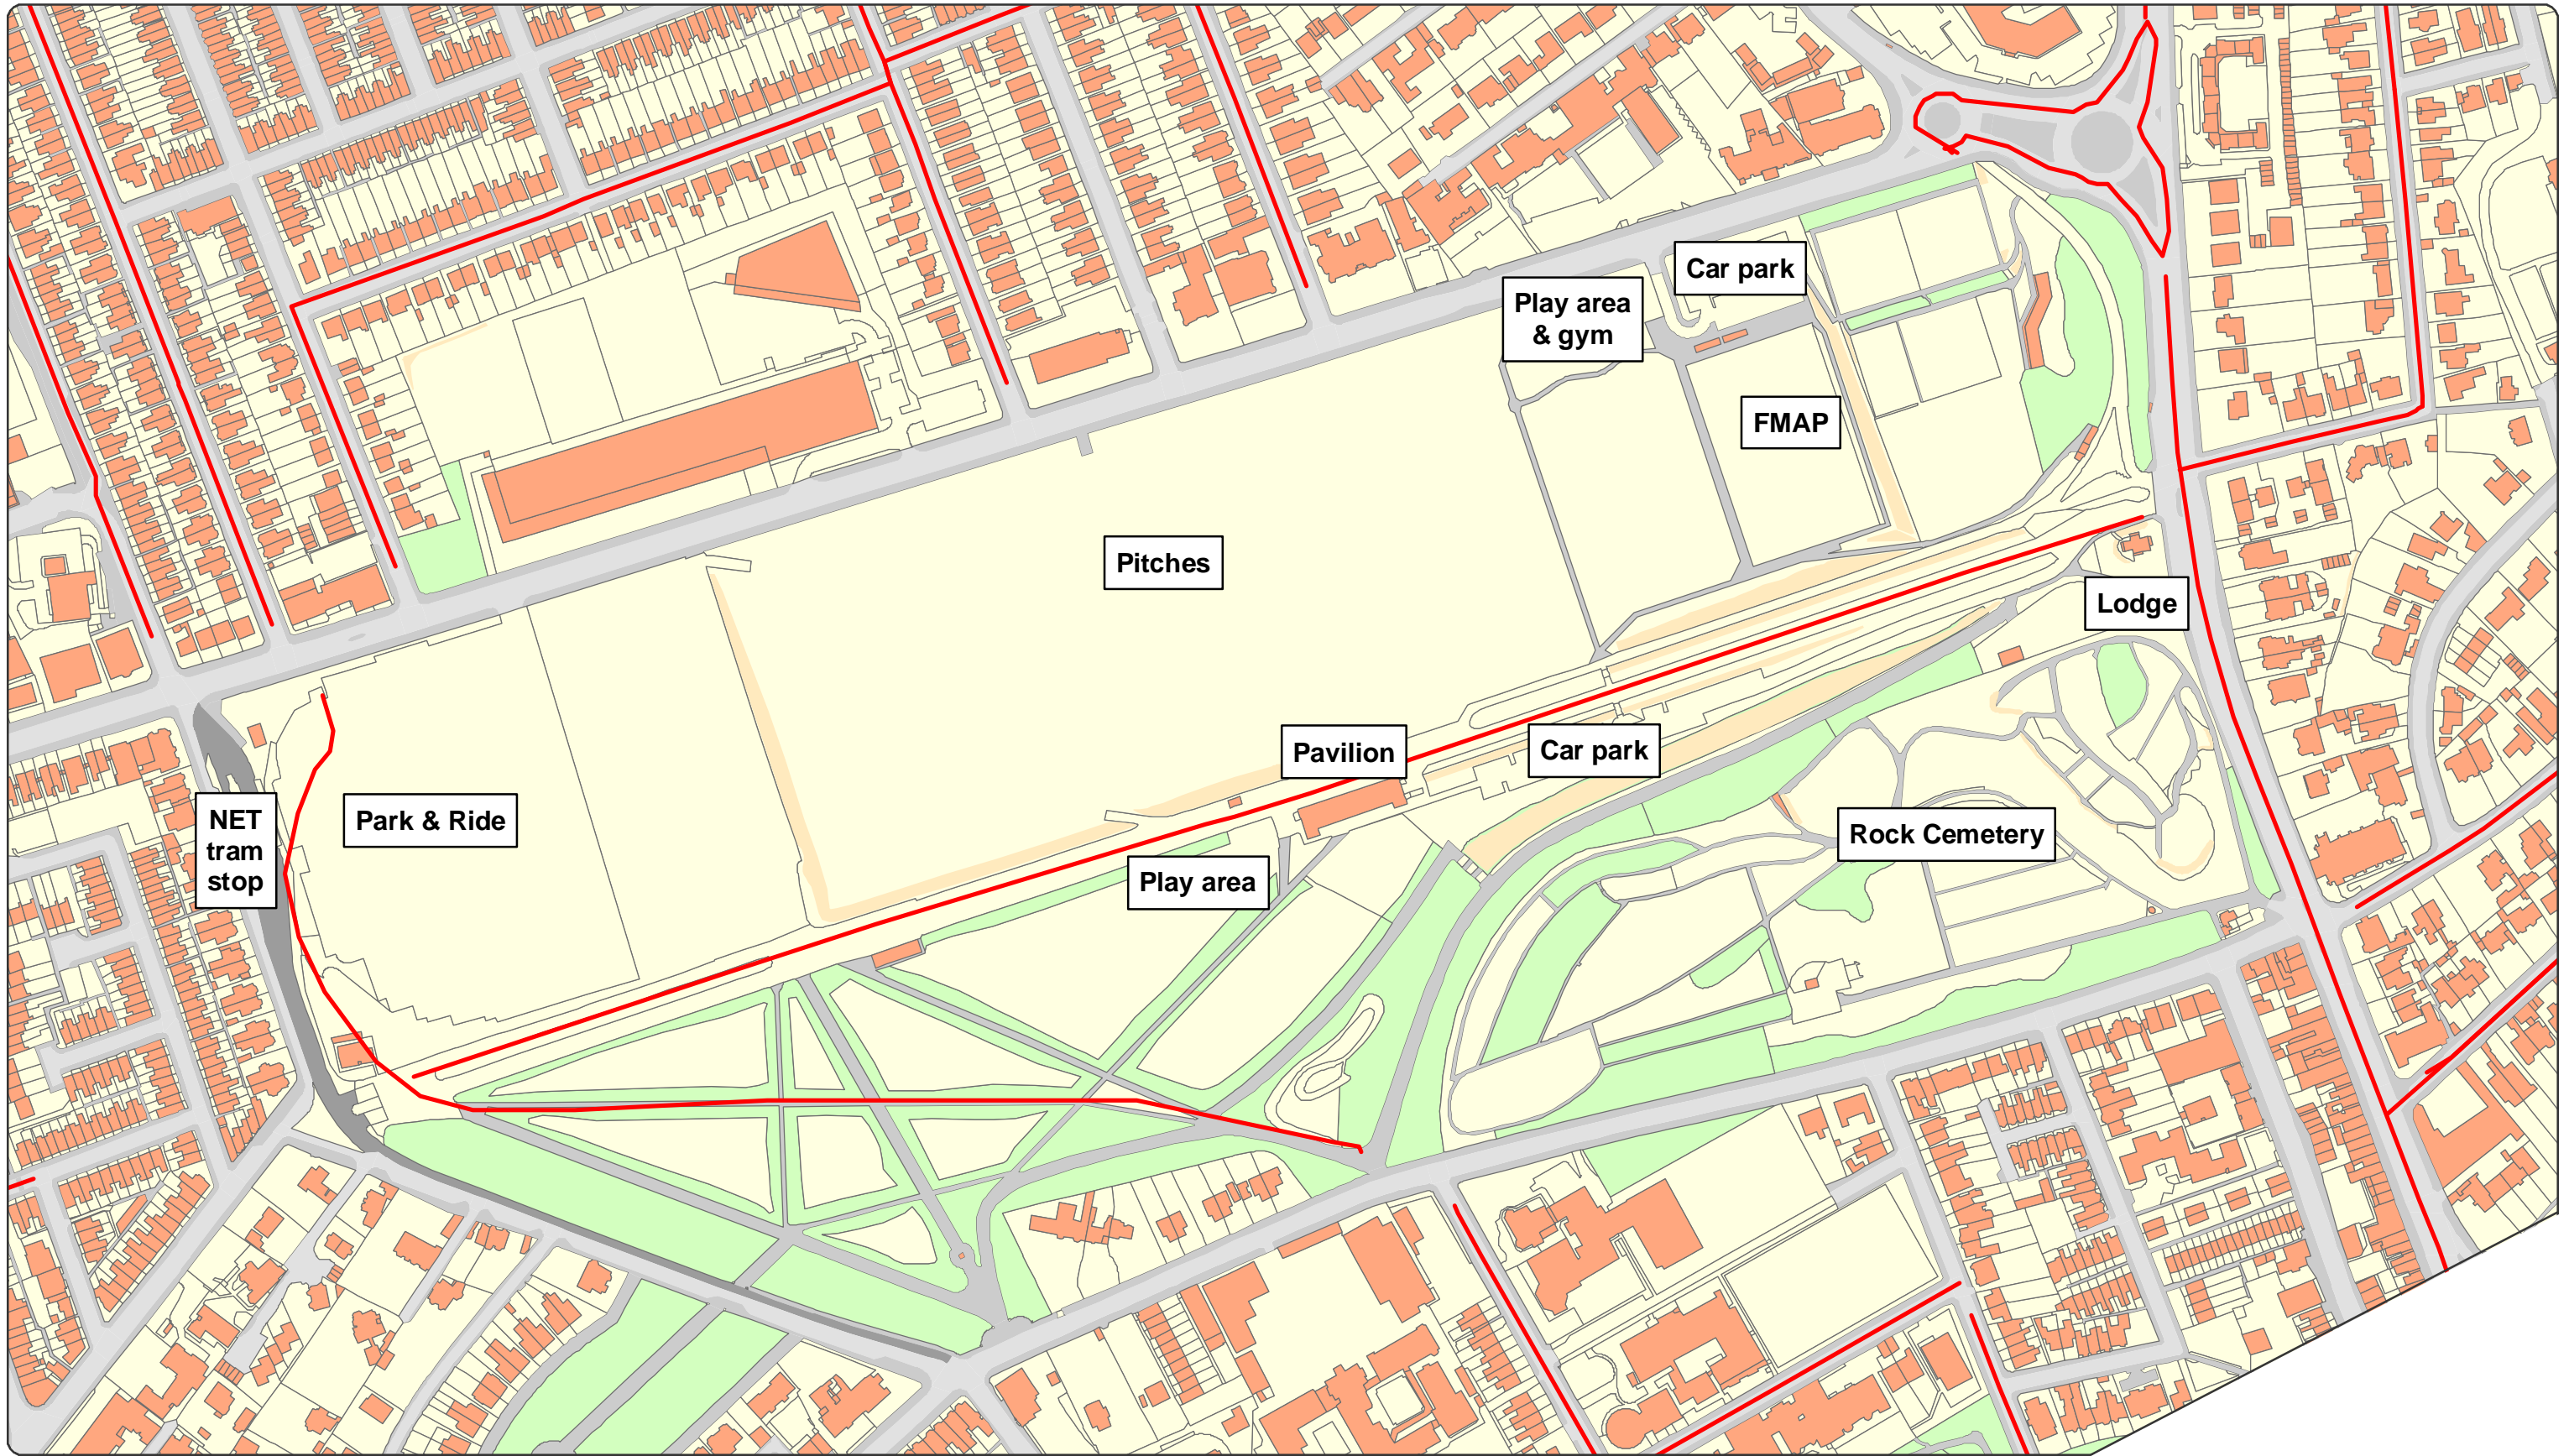 Car park
Play area
& gym
FMAP
Pitches
Lodge
Pavilion
Car park
NET
tram
stop
Park & Ride
Rock Cemetery
Play area